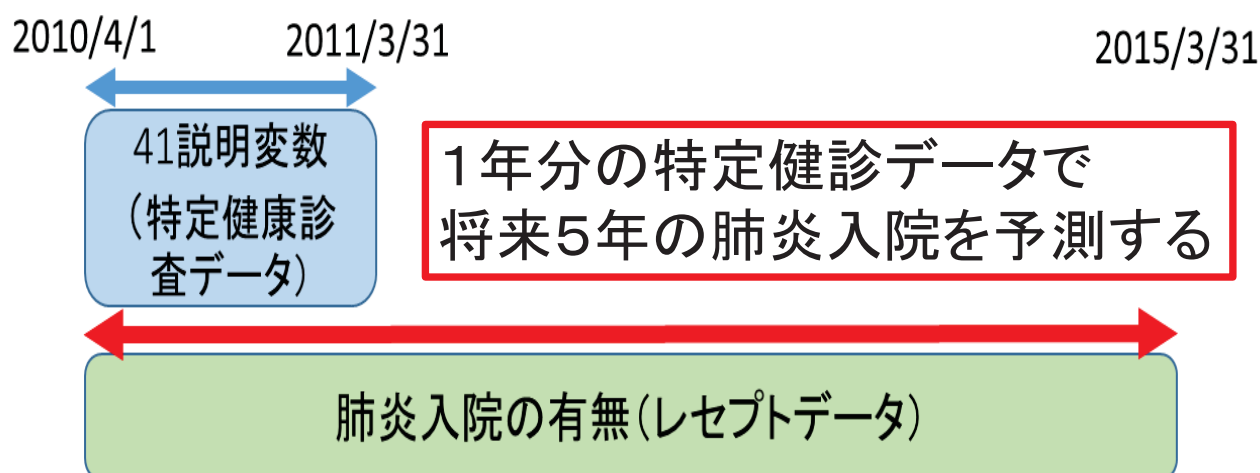 2010/4/1 2011/3/31 2015/3/31
41説明変数
(特定健康診
査データ)
1年分の特定健診データで
将来5年の肺炎入院を予測する
肺炎入院の有無(レセプトデータ)